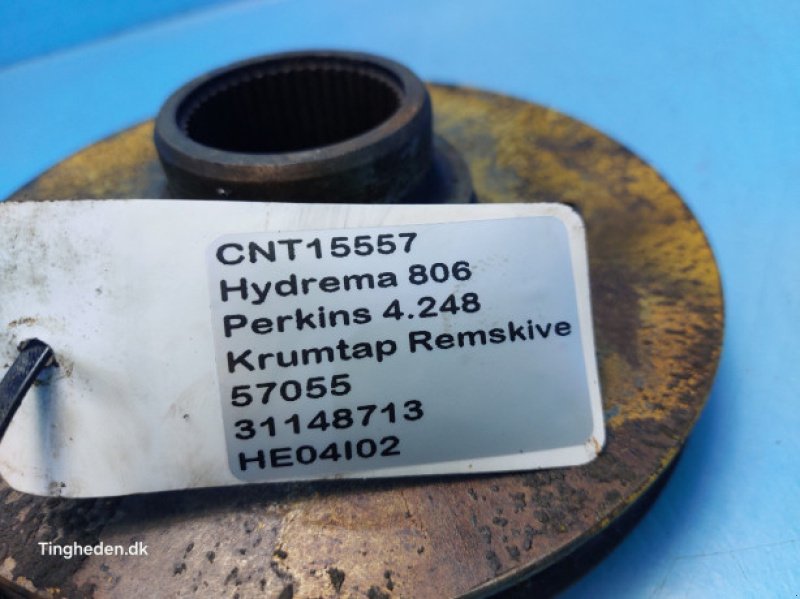 CNT15557
Hydrema 806
Perkins 4.248
Krumtap Remskive
57055
31148713
HE04I02
Tingheden.dk